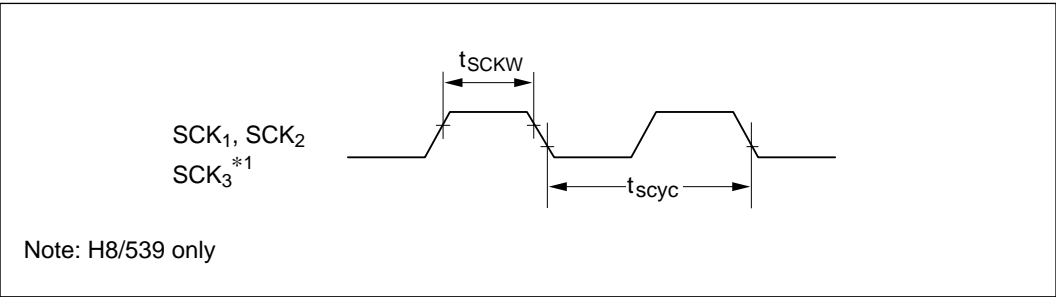 tSCKW
SCK1, SCK2
SCK3*1
tscyc
Note: H8/539 only